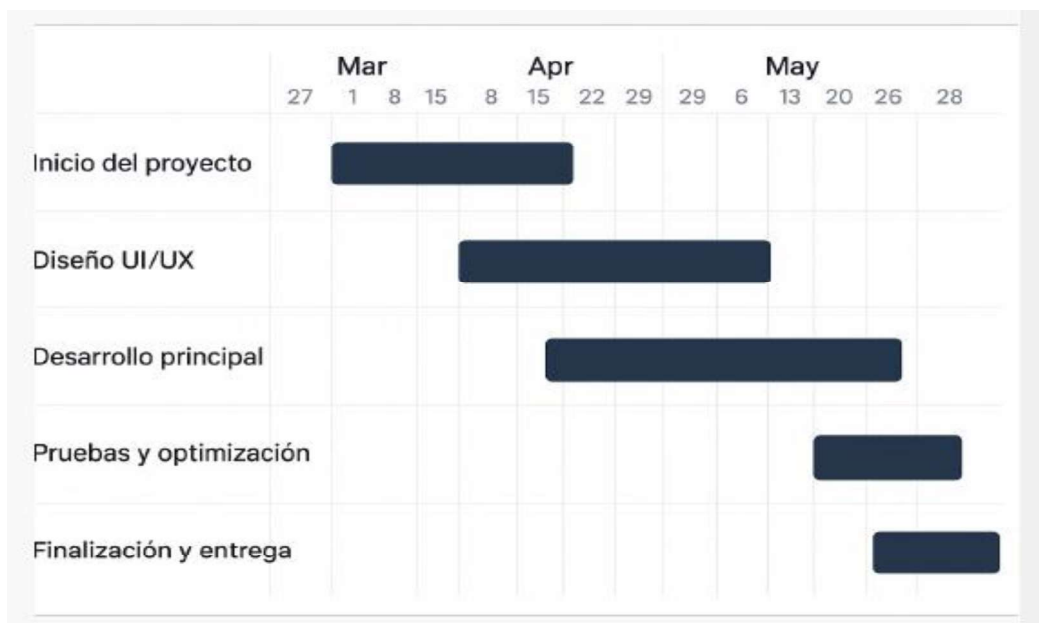 Mar Apr May
27 1 8 15 8 15 22 29 29 6 13 20 26 28
Inicio del proyecto
Diseño UI/UX
Desarrollo principal
Pruebas y optimización
Finalización y entrega